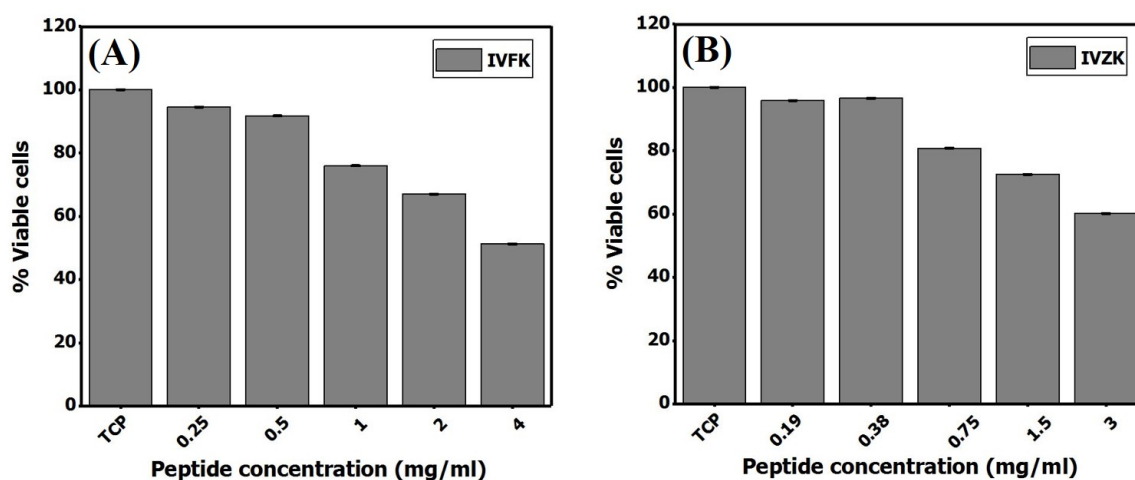 (A)
IVFK
% Viable cells
120
100
80
60
40
20
0
TCP
0.25
0.5
1
2
4
Peptide concentration (mg/ml)
(B)
IVZK
% Viable cells
120
100
80
60
40
20
0
TCP
0.19
0.38
0.75
1.5
3
Peptide concentration (mg/ml)